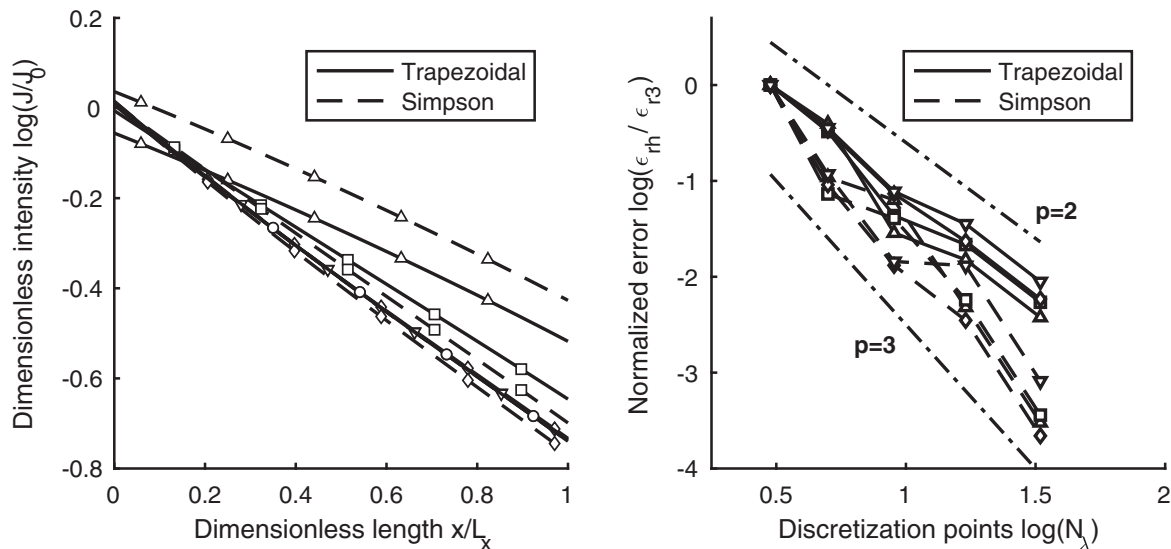 Dimensionless intensity log(J/J0)
0.2
0
-0.2
-0.4
-0.6
-0.8
0
0.2
0.4
0.6
0.8
1
Dimensionless length x/Lx
Trapezoidal
Simpson
Normalized error log(ϵrh/ ϵr3)
0
-1
-2
-3
-4
0.5
1
1.5
2
Discretization points log(Nλ)
Trapezoidal
Simpson
p=2
p=3